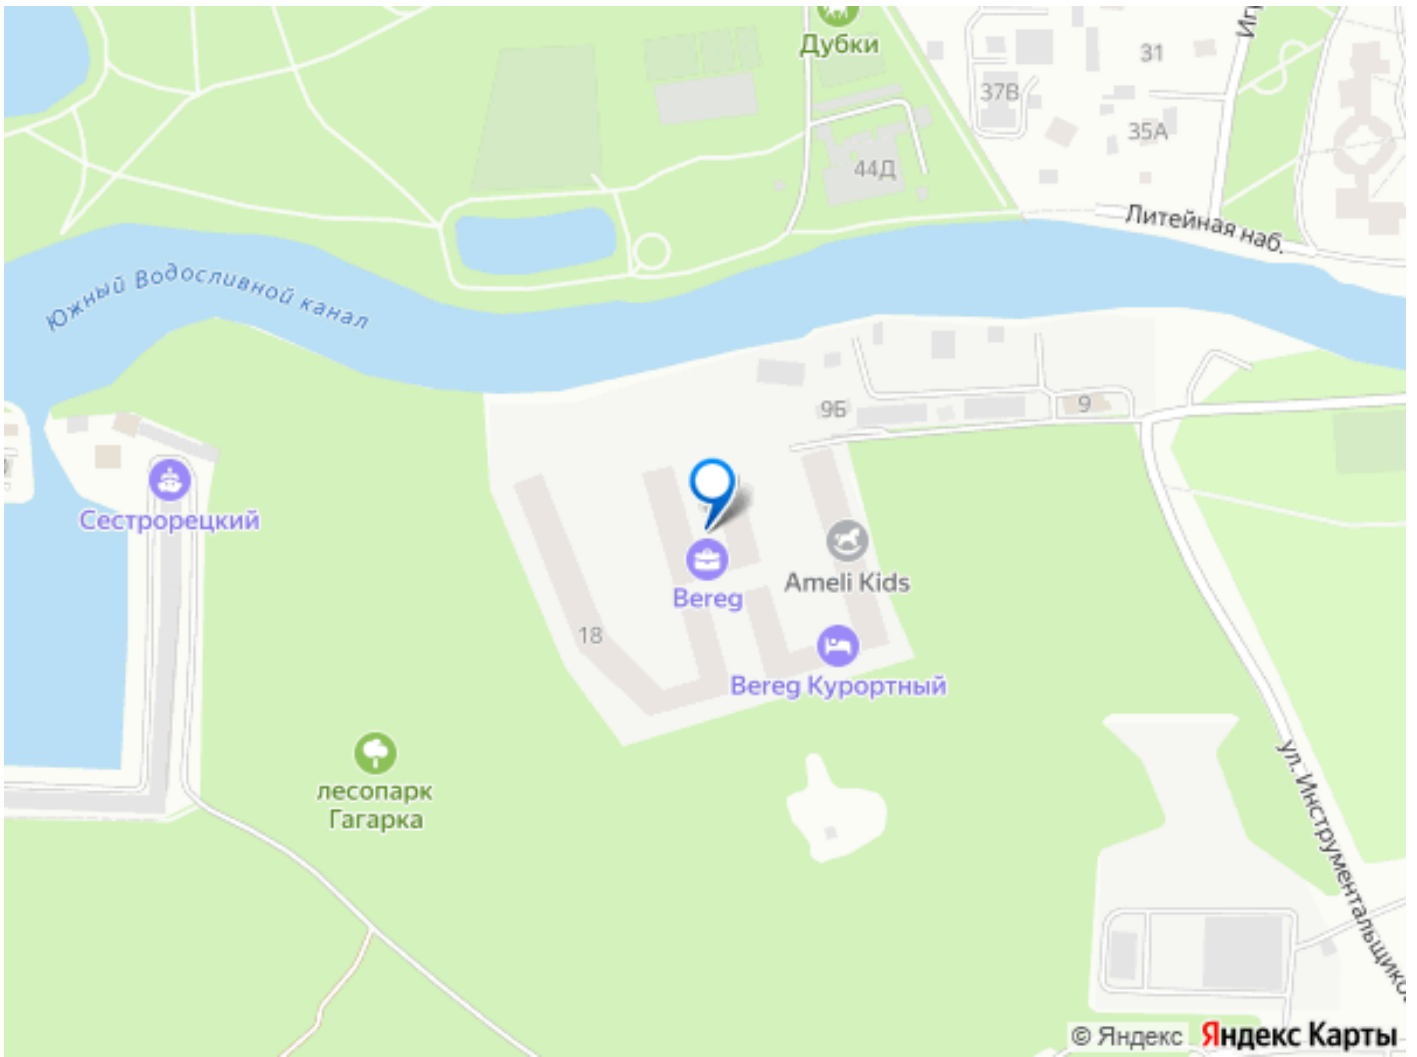 Дубки
31
37В
35А
44Д
Литейная наб.
Южный Водосливной канал
9Б
9
Сестрорецкий
Ameli Kids
Bereg
18
Bereg Курортный
лесопарк
Гагарка
ул. Инструментальщиков
© Яндекс Яндекс Карты